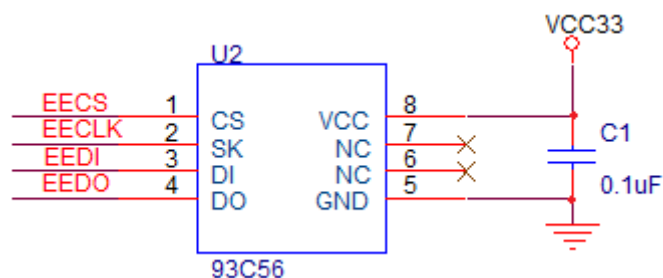 VCC33
U2
EECS 1 CS VCC 8
EECLK 2 SK NC 7
EEDI 3 DI NC 6
EEDO 4 DO GND 5
C1
0.1uF
93C56